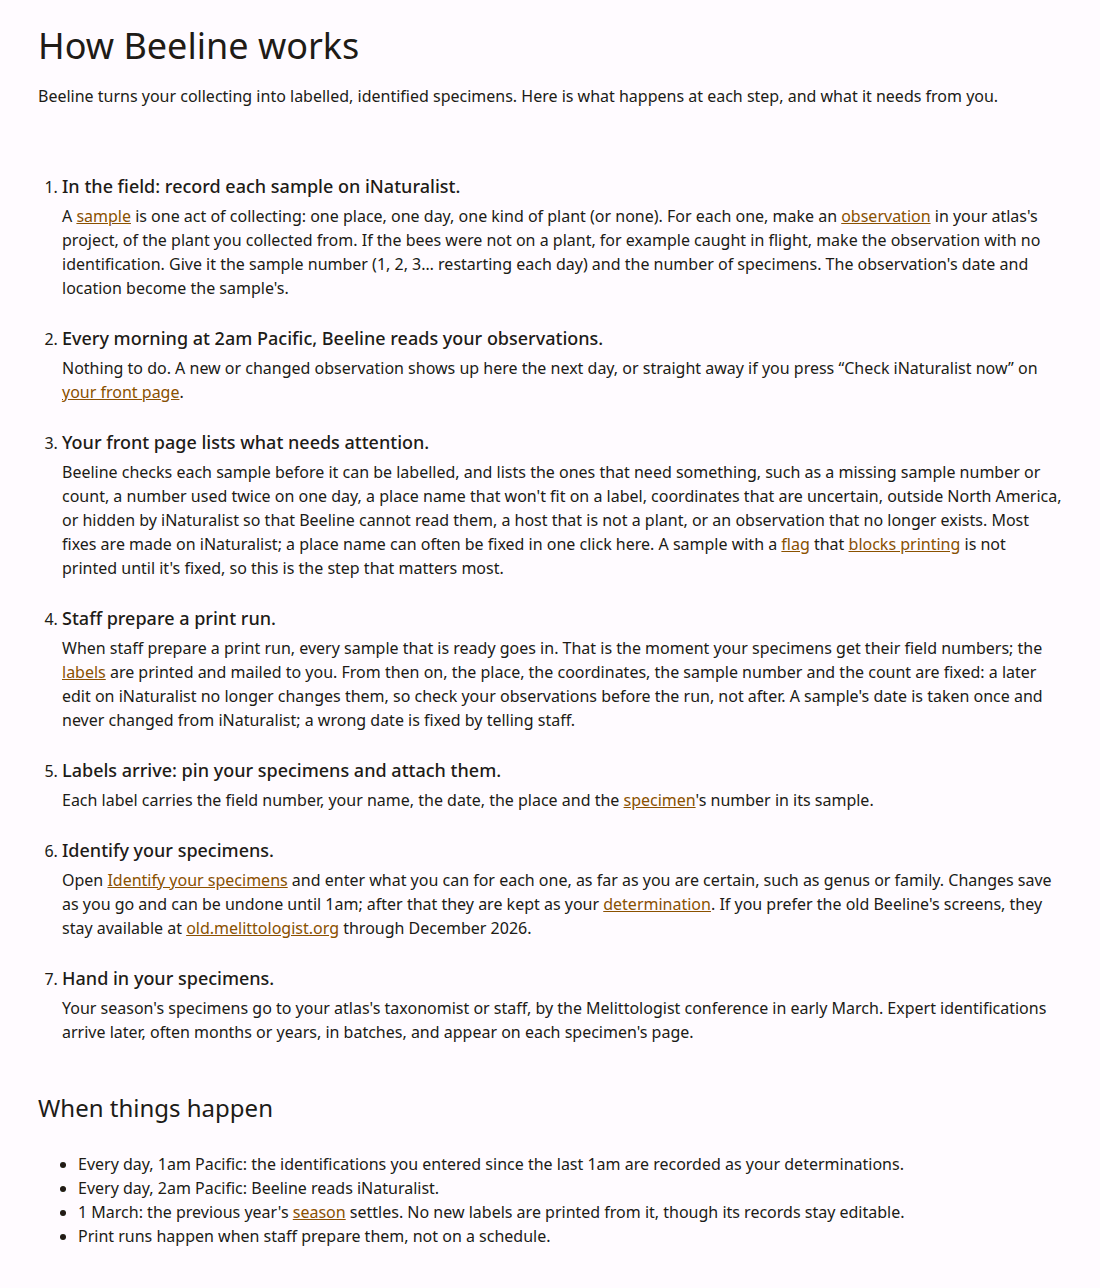 How Beeline works
Beeline turns your collecting into labelled, identified specimens. Here is what happens at each step, and what it needs from you.
1. In the field: record each sample on iNaturalist.
A sample is one act of collecting: one place, one day, one kind of plant (or none). For each one, make an observation in your atlas's
project, of the plant you collected from. If the bees were not on a plant, for example caught in flight, make the observation with no
identification. Give it the sample number (1, 2, 3... restarting each day) and the number of specimens. The observation's date and
location become the sample's.
2. Every morning at 2am Pacific, Beeline reads your observations.
Nothing to do. A new or changed observation shows up here the next day, or straight away if you press “Check iNaturalist now” on
your front page.
3. Your front page lists what needs attention.
Beeline checks each sample before it can be labelled, and lists the ones that need something, such as a missing sample number or
count, a number used twice on one day, a place name that won't fit on a label, coordinates that are uncertain, outside North America,
or hidden by iNaturalist so that Beeline cannot read them, a host that is not a plant, or an observation that no longer exists. Most
fixes are made on iNaturalist; a place name can often be fixed in one click here. A sample with a flag that blocks printing is not
printed until it's fixed, so this is the step that matters most.
4. Staff prepare a print run.
When staff prepare a print run, every sample that is ready goes in. That is the moment your specimens get their field numbers; the
labels are printed and mailed to you. From then on, the place, the coordinates, the sample number and the count are fixed: a later
edit on iNaturalist no longer changes them, so check your observations before the run, not after. A sample's date is taken once and
never changed from iNaturalist; a wrong date is fixed by telling staff.
5. Labels arrive: pin your specimens and attach them.
Each label carries the field number, your name, the date, the place and the specimen's number in its sample.
6. Identify your specimens.
Open Identify your specimens and enter what you can for each one, as far as you are certain, such as genus or family. Changes save
as you go and can be undone until 1am; after that they are kept as your determination. If you prefer the old Beeline's screens, they
stay available at old.melittologist.org through December 2026.
7. Hand in your specimens.
Your season's specimens go to your atlas's taxonomist or staff, by the Melittologist conference in early March. Expert identifications
arrive later, often months or years, in batches, and appear on each specimen's page.
When things happen
• Every day, 1am Pacific: the identifications you entered since the last 1am are recorded as your determinations.
• Every day, 2am Pacific: Beeline reads iNaturalist.
• 1 March: the previous year's season settles. No new labels are printed from it, though its records stay editable.
• Print runs happen when staff prepare them, not on a schedule.